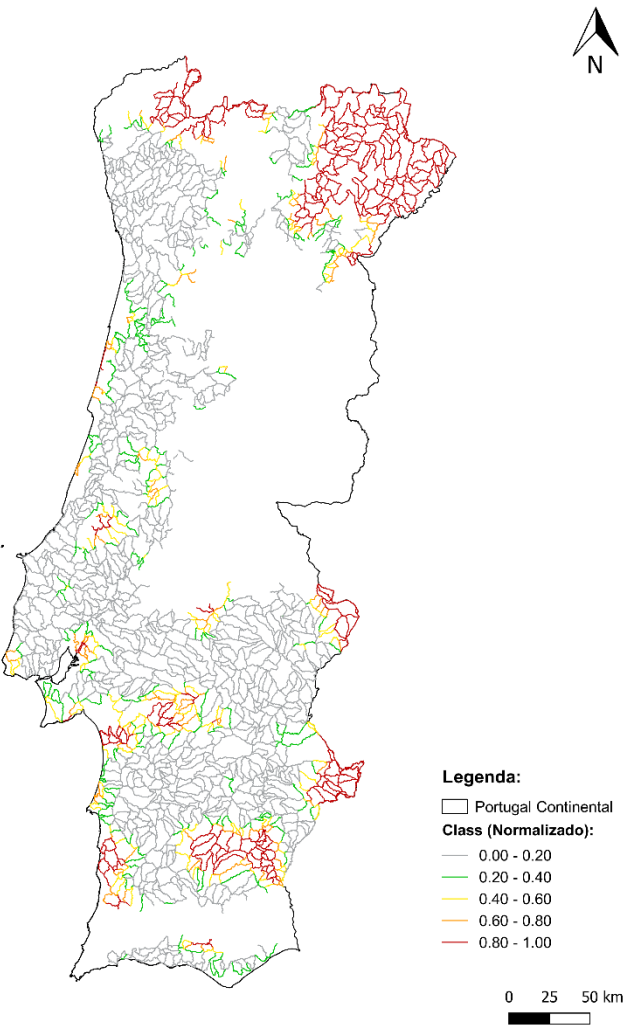 N
Legenda:
Portugal Continental
Class (Normalizado):
0.00 - 0.20
0.20 - 0.40
0.40 - 0.60
0.60 - 0.80
0.80 - 1.00
0 25 50 km